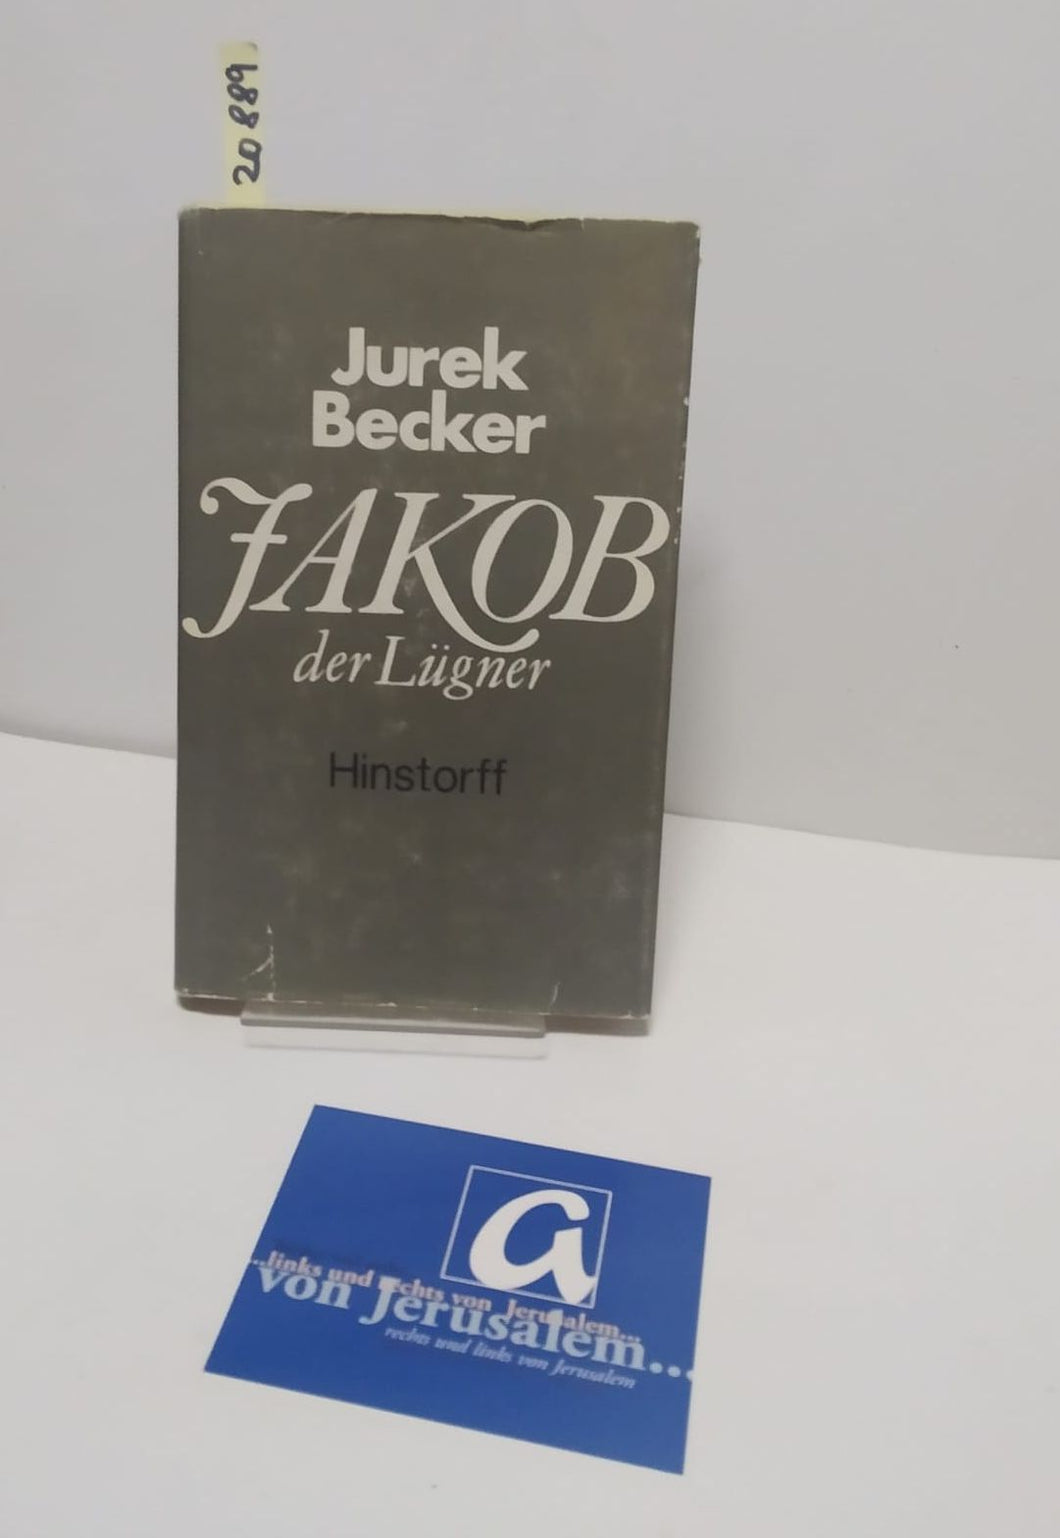 20889
Jurek
Becker
JAKOB
der Lügner
Hinstorff
a
...links und rechts von Jerusalem...
von Jerusalem...
rechts und links von Jerusalem